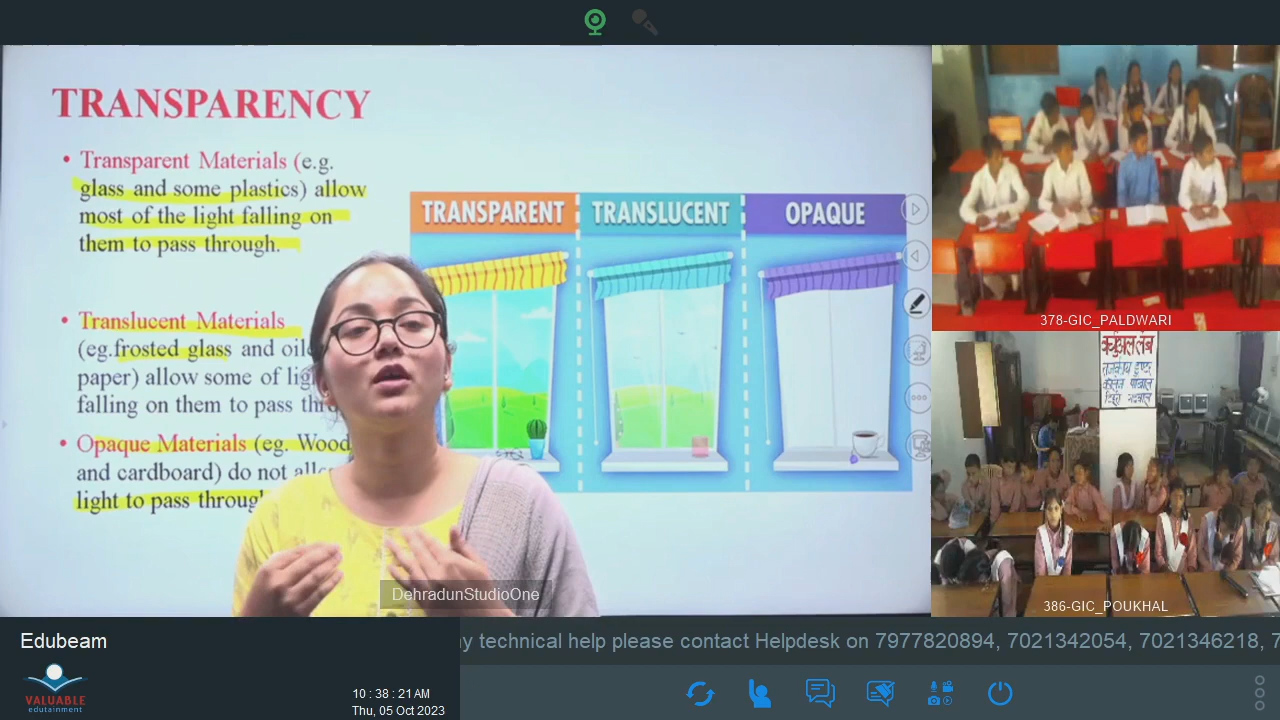 TRANSPARENCY
• Transparent Materials (e.g.
glass and some plastics) allow
most of the light falling on
them to pass through.
• Translucent Materials
(eg.frosted glass and
paper) allow some of
falling on them to pass
• Opaque Materials (eg. Wood
and cardboard) do not
light to pass through
TRANSPARENT
TRANSLUCENT
OPAQUE
DehradunStudioOne
378-GIC_PALDWARI
386-GIC_POUKHAL
Edubeam
VALUABLE
edutainment
10 : 38 : 21 AM
Thu, 05 Oct 2023
technical help please contact Helpdesk on 7977820894, 7021342054, 7021346218, 7